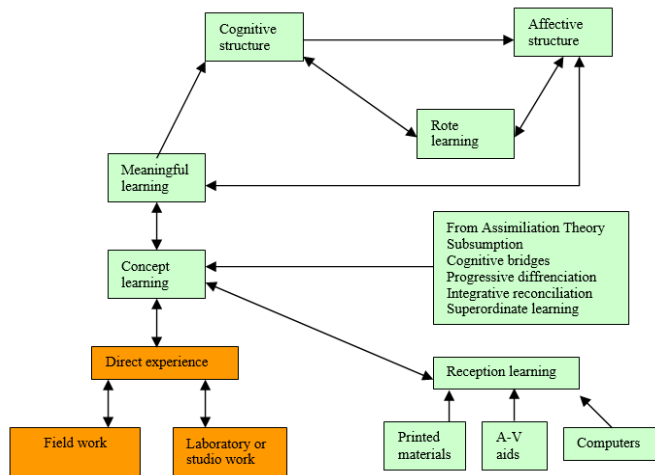 Cognitive
structure
Affective
structure
Rote
learning
Meaningful
learning
From Assimiliation Theory
Subsumption
Cognitive bridges
Progressive diffrenciation
Integrative reconciliation
Superordinate learning
Concept
learning
Direct experience
Reception learning
Field work
Laboratory or
studio work
Printed
materials
A-V
aids
Computers